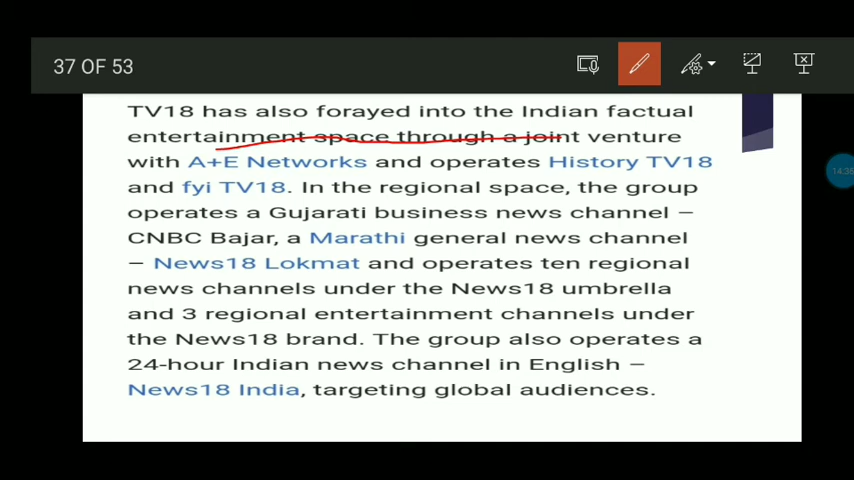 37 OF 53
TV18 has also forayed into the Indian factual
entertainment space through a joint venture
with A+E Networks and operates History TV18
and fyi TV18. In the regional space, the group
operates a Gujarati business news channel –
CNBC Bajar, a Marathi general news channel
– News18 Lokmat and operates ten regional
news channels under the News18 umbrella
and 3 regional entertainment channels under
the News18 brand. The group also operates a
24-hour Indian news channel in English –
News18 India, targeting global audiences.